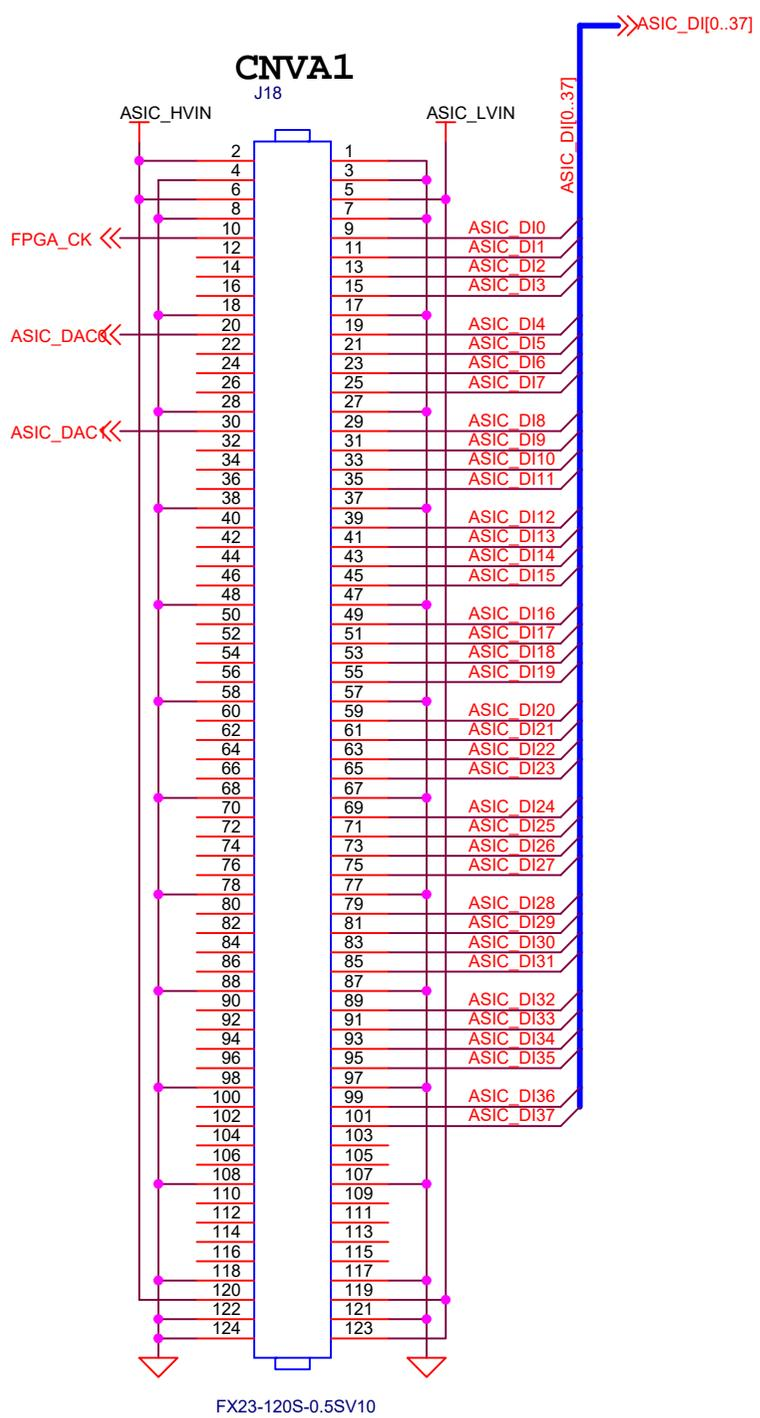 ASIC_DI[0..37]
CNVA1
J18
ASIC_HVIN
ASIC_LVIN
ASIC_DI[0..37]
2 1
4 3
6 5
8 7
FPGA_CK 10 9 ASIC_DI0
12 11 ASIC_DI1
14 13 ASIC_DI2
16 15 ASIC_DI3
18 17
ASIC_DAC0 20 19 ASIC_DI4
22 21 ASIC_DI5
24 23 ASIC_DI6
26 25 ASIC_DI7
28 27
ASIC_DAC1 30 29 ASIC_DI8
32 31 ASIC_DI9
34 33 ASIC_DI10
36 35 ASIC_DI11
38 37
40 39 ASIC_DI12
42 41 ASIC_DI13
44 43 ASIC_DI14
46 45 ASIC_DI15
48 47
50 49 ASIC_DI16
52 51 ASIC_DI17
54 53 ASIC_DI18
56 55 ASIC_DI19
58 57
60 59 ASIC_DI20
62 61 ASIC_DI21
64 63 ASIC_DI22
66 65 ASIC_DI23
68 67
70 69 ASIC_DI24
72 71 ASIC_DI25
74 73 ASIC_DI26
76 75 ASIC_DI27
78 77
80 79 ASIC_DI28
82 81 ASIC_DI29
84 83 ASIC_DI30
86 85 ASIC_DI31
88 87
90 89 ASIC_DI32
92 91 ASIC_DI33
94 93 ASIC_DI34
96 95 ASIC_DI35
98 97
100 99 ASIC_DI36
102 101 ASIC_DI37
104 103
106 105
108 107
110 109
112 111
114 113
116 115
118 117
120 119
122 121
124 123
FX23-120S-0.5SV10